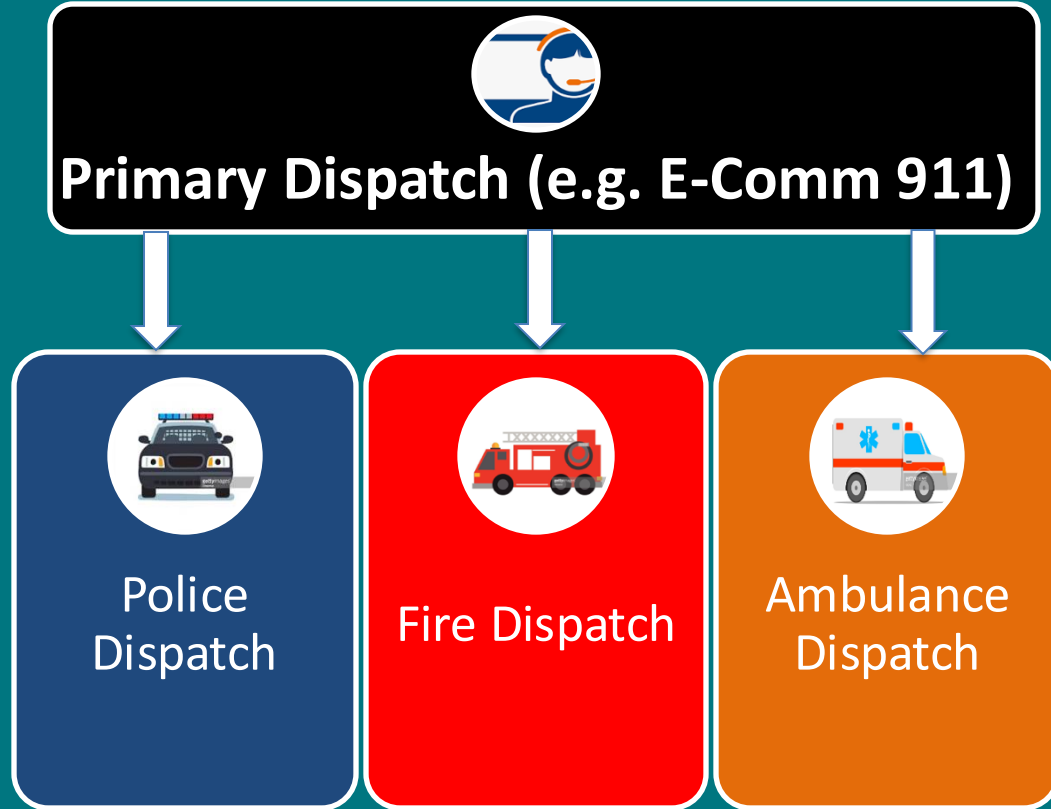 Primary Dispatch (e.g. E-Comm 911)
Police
Dispatch
Fire Dispatch
Ambulance
Dispatch